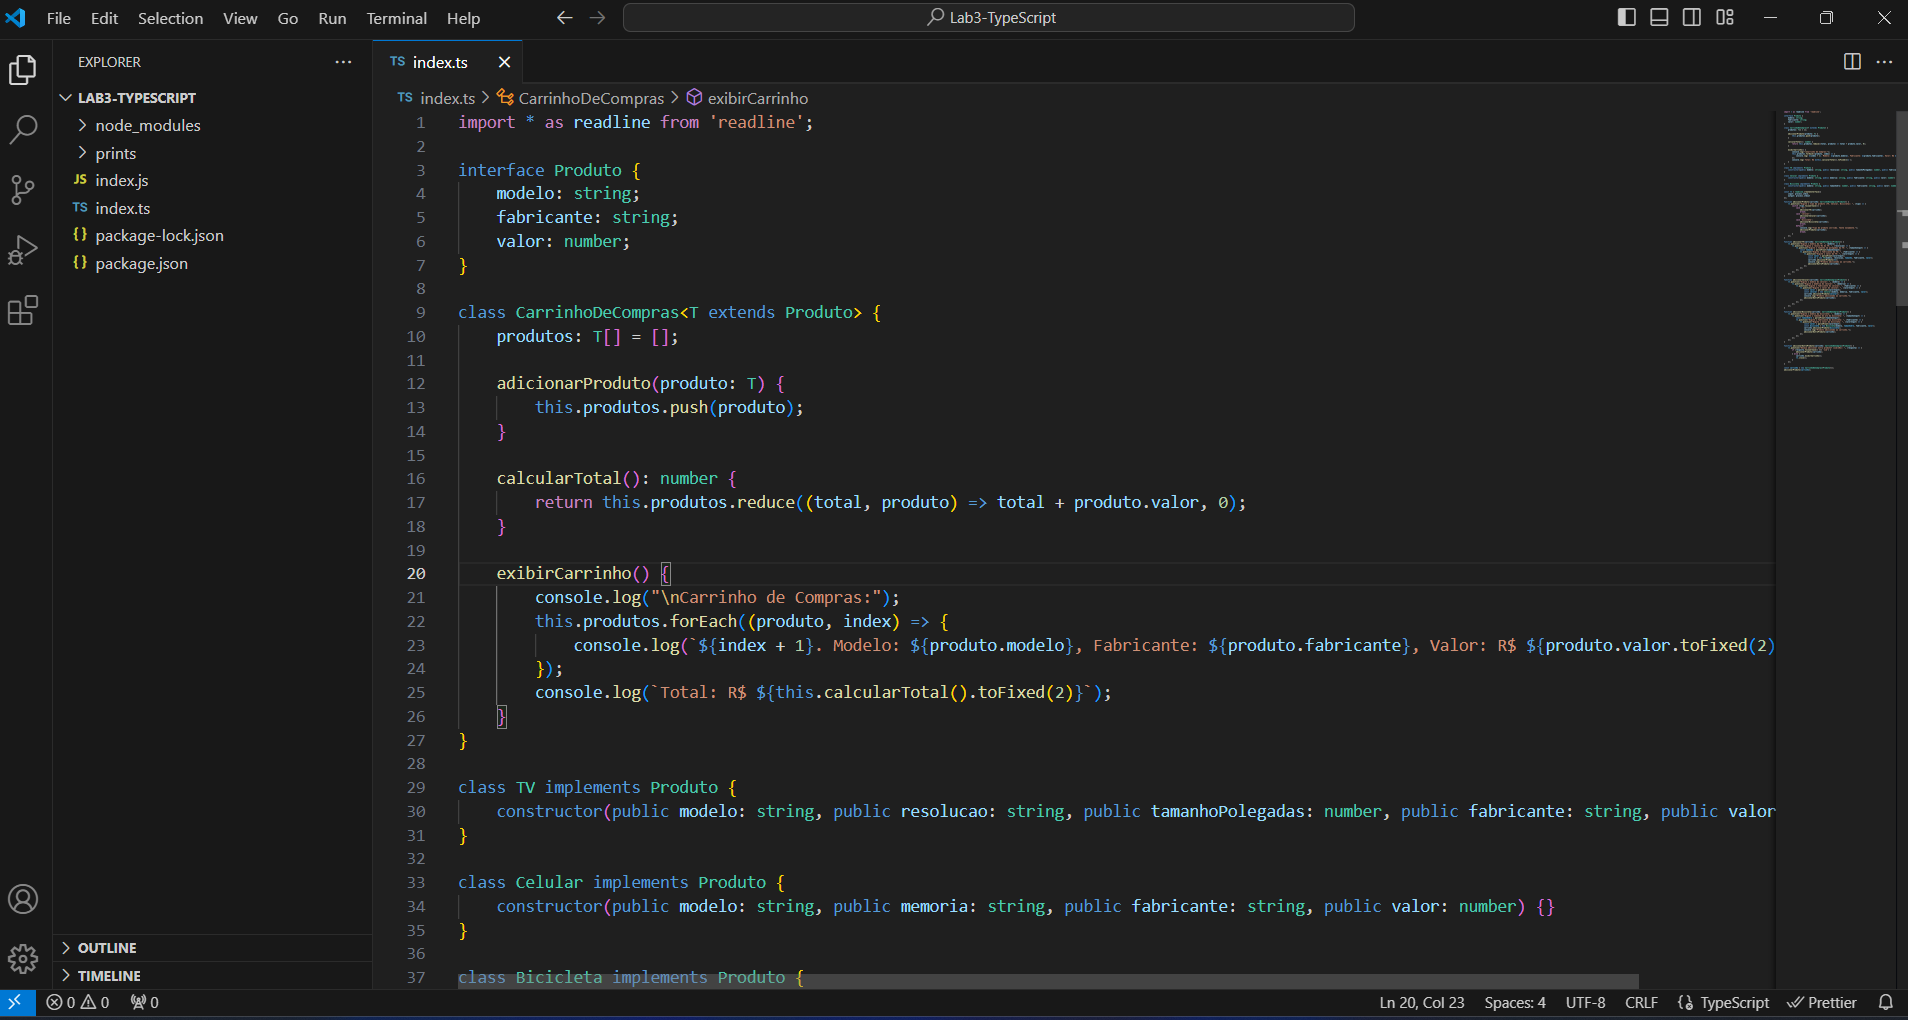 File Edit Selection View Go Run Terminal Help
Lab3-TypeScript
EXPLORER
LAB3-TYPESCRIPT
node_modules
prints
JS index.js
TS index.ts
{} package-lock.json
{} package.json
OUTLINE
TIMELINE
TS index.ts
TS index.ts > CarrinhoDeCompras > exibirCarrinho
1 import * as readline from 'readline';
2
3 interface Produto {
4 modelo: string;
5 fabricante: string;
6 valor: number;
7 }
8
9 class CarrinhoDeCompras<T extends Produto> {
10 produtos: T[] = [];
11
12 adicionarProduto(produto: T) {
13 this.produtos.push(produto);
14 }
15
16 calcularTotal(): number {
17 return this.produtos.reduce((total, produto) => total + produto.valor, 0);
18 }
19
20 exibirCarrinho() {
21 console.log("\nCarrinho de Compras:");
22 this.produtos.forEach((produto, index) => {
23 console.log(`${index + 1}. Modelo: ${produto.modelo}, Fabricante: ${produto.fabricante}, Valor: R$ ${produto.valor.toFixed(2)
24 });
25 console.log(`Total: R$ ${this.calcularTotal().toFixed(2)}`);
26 }
27 }
28
29 class TV implements Produto {
30 constructor(public modelo: string, public resolucao: string, public tamanhoPolegadas: number, public fabricante: string, public valor
31 }
32
33 class Celular implements Produto {
34 constructor(public modelo: string, public memoria: string, public fabricante: string, public valor: number) {}
35 }
36
37 class Bicicleta implements Produto {
0 0 0
Ln 20, Col 23 Spaces: 4 UTF-8 CRLF {} TypeScript Prettier